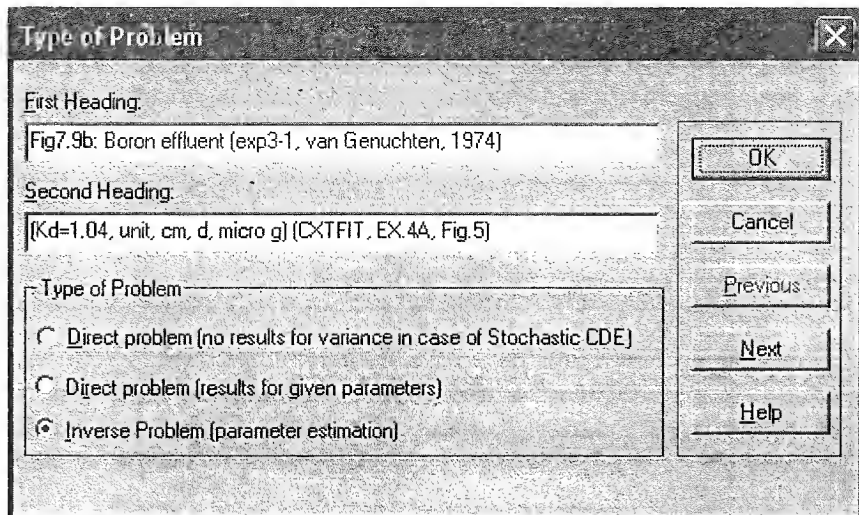 Type of Problem
First Heading:
Fig7.9b: Boron effluent (exp3-1, van Genuchten, 1974)
Second Heading:
(Kd=1.04, unit, cm, d, micro g) (CXTFIT, EX.4A, Fig.5)
Type of Problem
Direct problem (no results for variance in case of Stochastic CDE)
Direct problem (results for given parameters)
Inverse Problem (parameter estimation)
OK
Cancel
Previous
Next
Help